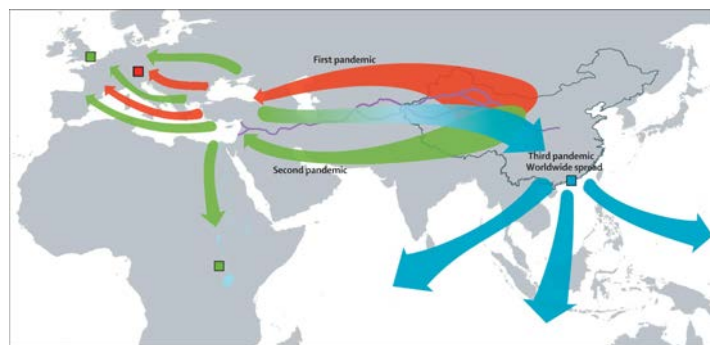 First pandemic
Third pandemic
Worldwide spread
Second pandemic